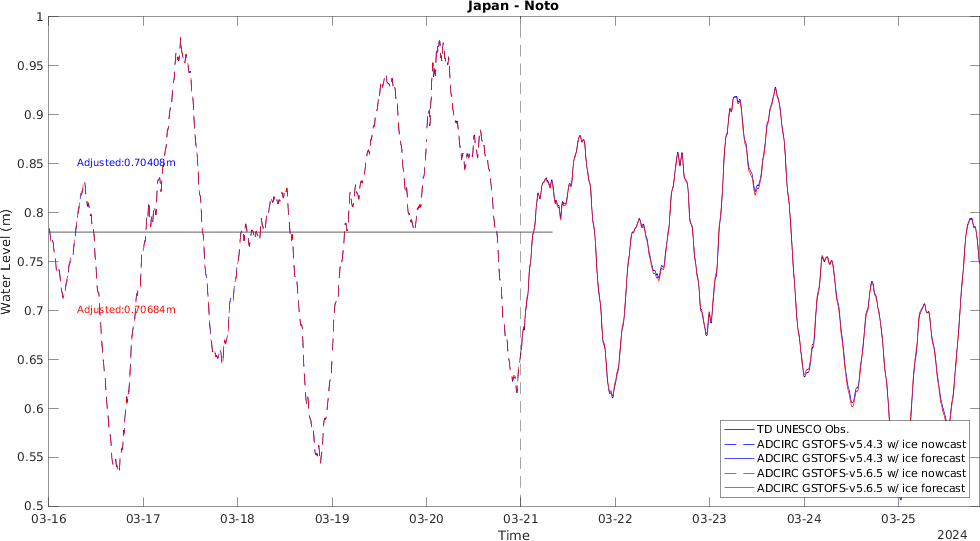 Japan - Noto
1
0.95
0.9
0.85
0.8
0.75
0.7
0.65
0.6
0.55
0.5
Water Level (m)
Adjusted:0.70408m
Adjusted:0.70684m
TD UNESCO Obs.
ADCIRC GSTOFS-v5.4.3 w/ ice nowcast
ADCIRC GSTOFS-v5.4.3 w/ ice forecast
ADCIRC GSTOFS-v5.6.5 w/ ice nowcast
ADCIRC GSTOFS-v5.6.5 w/ ice forecast
03-16 03-17 03-18 03-19 03-20 03-21 03-22 03-23 03-24 03-25
Time
2024